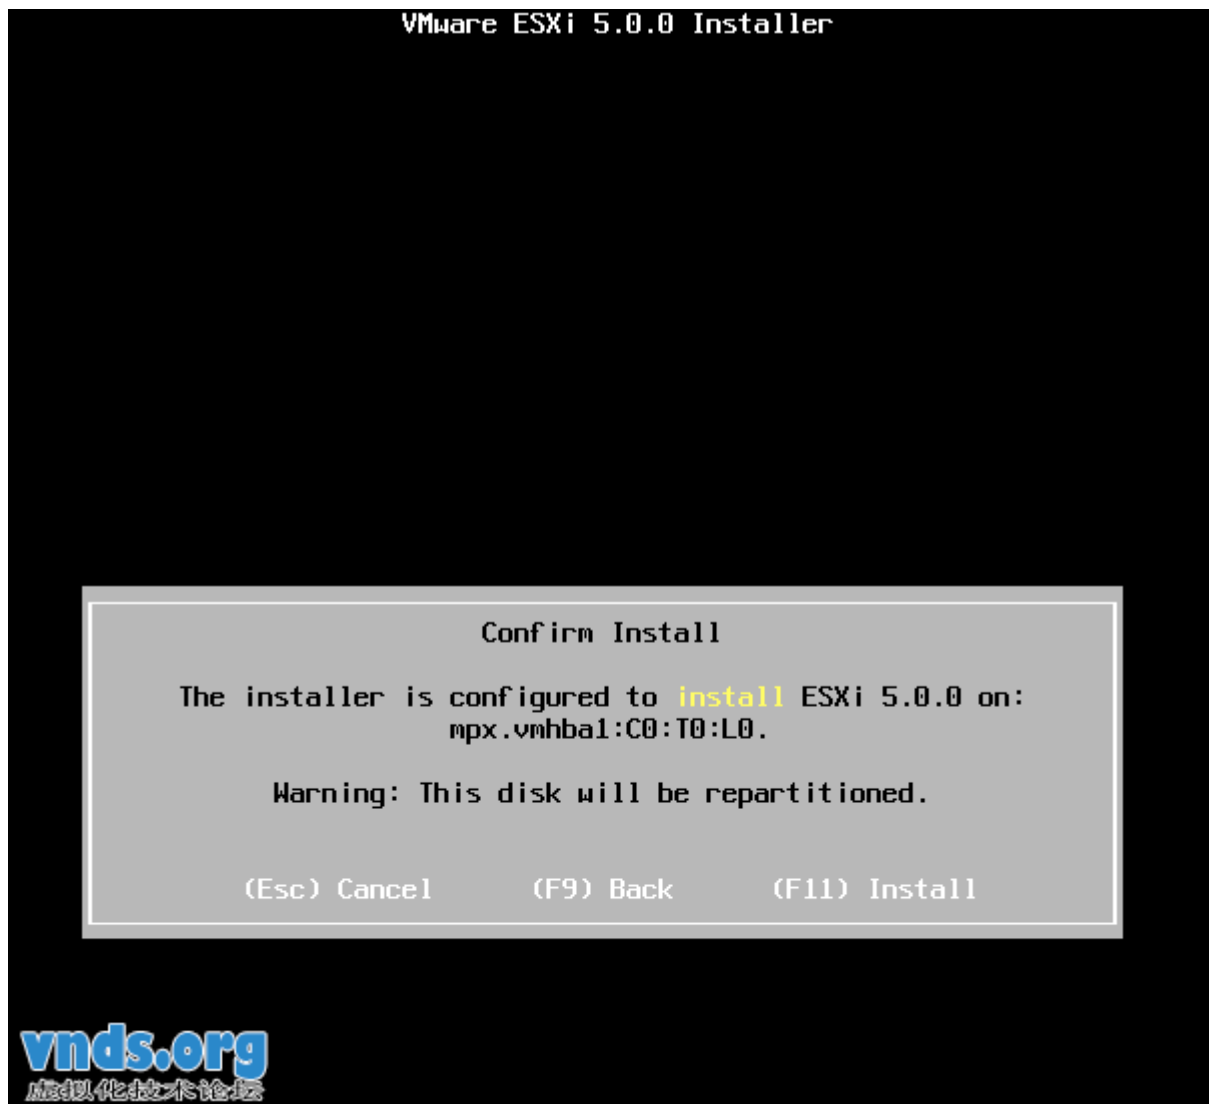 VMware ESXi 5.0.0 Installer
Confirm Install
The installer is configured to install ESXi 5.0.0 on:
mpx.vmhba1:C0:T0:L0.
Warning: This disk will be repartitioned.
(Esc) Cancel (F9) Back (F11) Install
vnds.org
虚拟化技术论坛